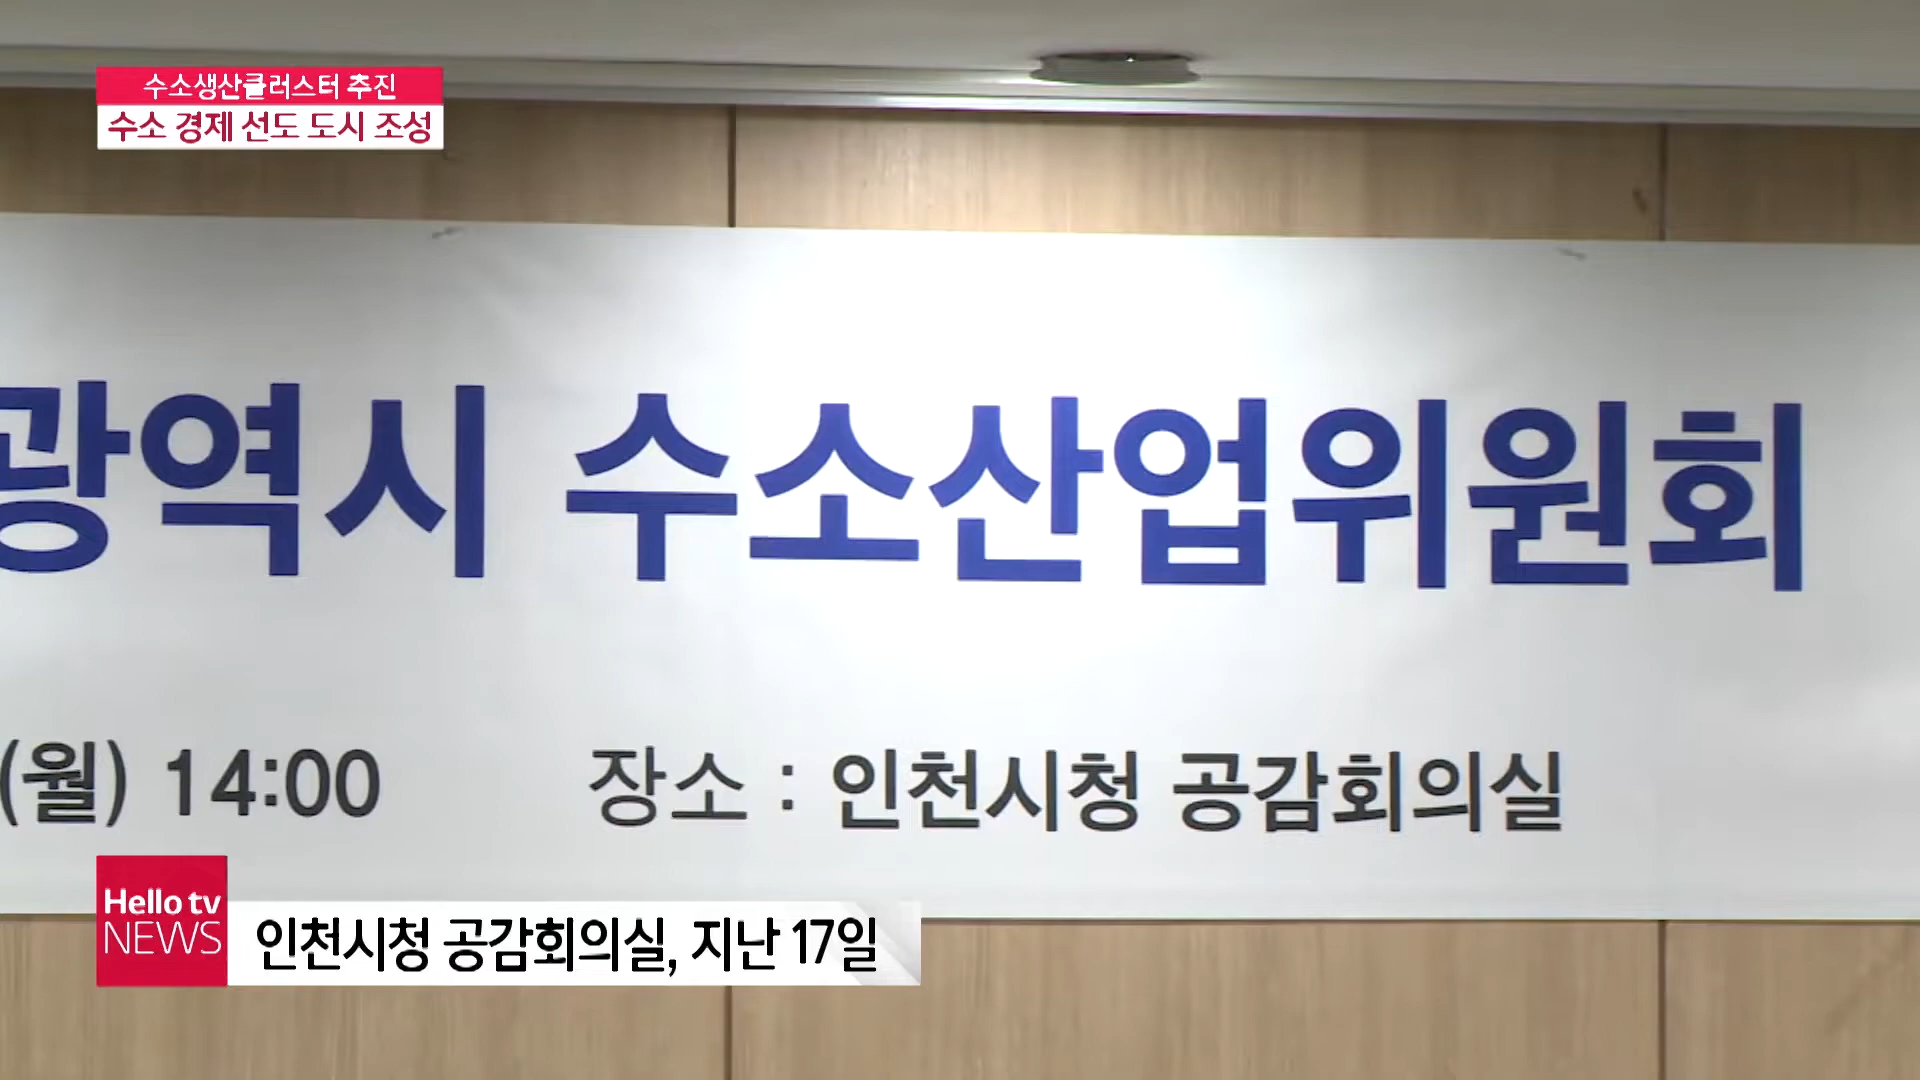 수소생산클러스터 추진
수소 경제 선도 도시 조성
광역시 수소산업위원회
(월) 14:00 장소 : 인천시청 공감회의실
Hello tv
NEWS
인천시청 공감회의실, 지난 17일